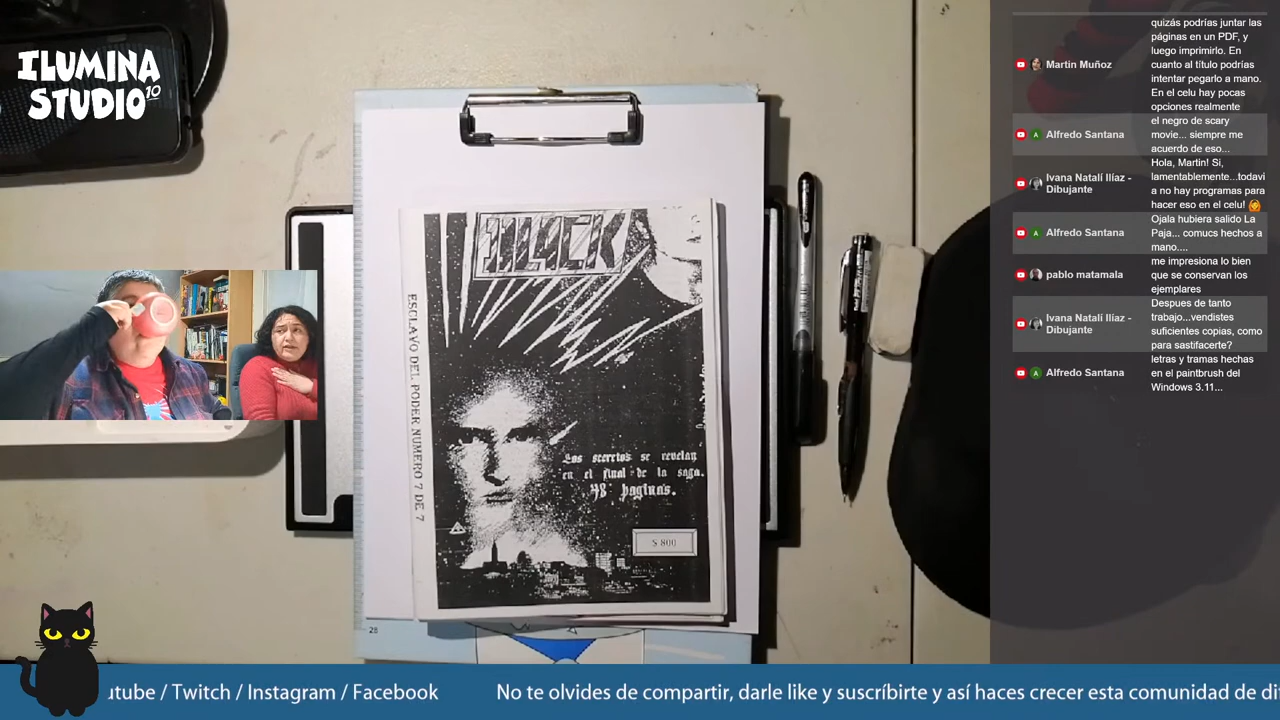 ILUMINA
STUDIO 10
BLACK
ESCLAVO DEL PODER NUMERO 7 DE 7
Los secretos se revelan
en el final de la saga.
48 paginas.
$ 800
28
quizás podrías juntar las
páginas en un PDF, y
luego imprimirlo. En
Martin Muñoz
cuanto al título podrías
intentar pegarlo a mano.
En el celu hay pocas
opciones realmente
el negro de scary
Alfredo Santana
movie... siempre me
acuerdo de eso...
Hola, Martin! Si,
lamentablemente...todavi
Ivana Natalí Ilíaz -
Dibujante
a no hay programas para
hacer eso en el celu! 🙆
Ojala hubiera salido La
Alfredo Santana
Paja... comucs hechos a
mano....
me impresiona lo bien
pablo matamala
que se conservan los
ejemplares
Despues de tanto
Ivana Natalí Ilíaz -
Dibujante
trabajo...vendistes
suficientes copias, como
para sastifacerte?
letras y tramas hechas
Alfredo Santana
en el paintbrush del
Windows 3.11...
utube / Twitch / Instagram / Facebook
No te olvides de compartir, darle like y suscríbirte y así haces crecer esta comunidad de di